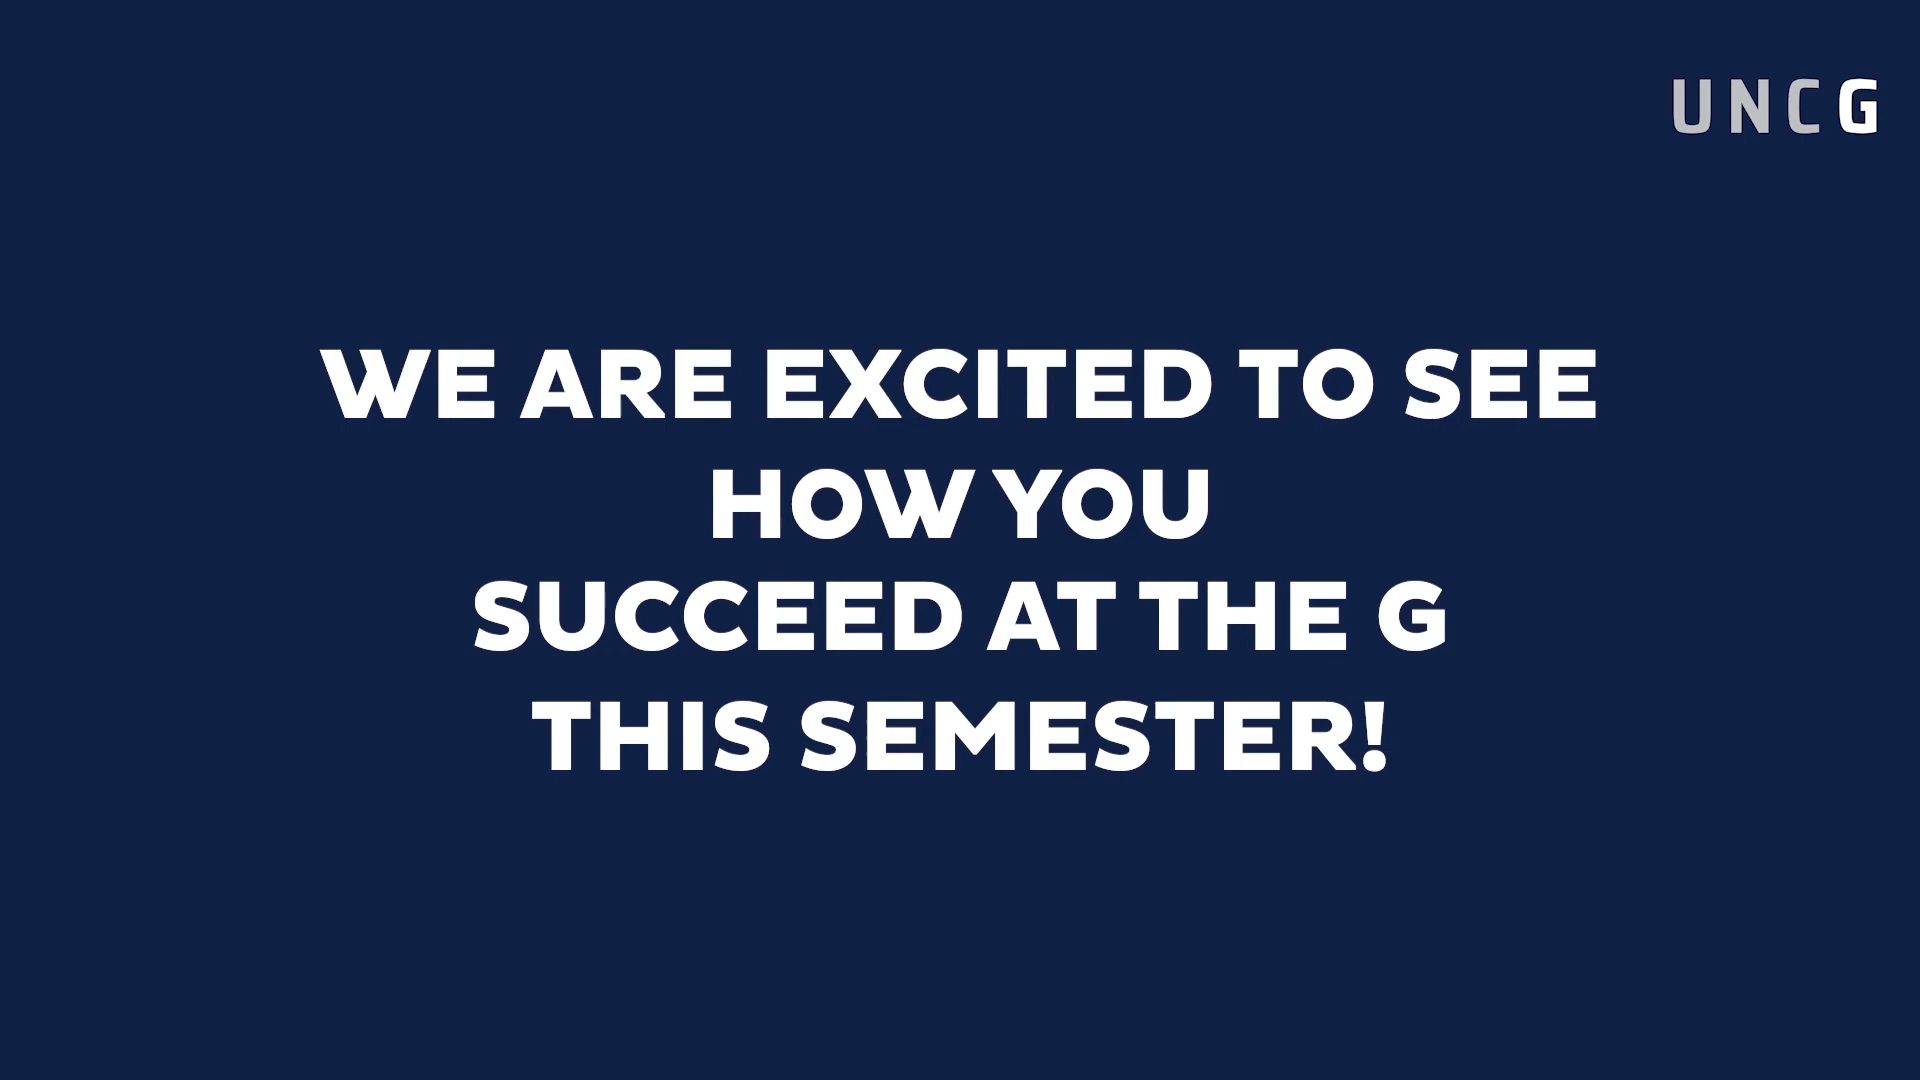 UNCG
WE ARE EXCITED TO SEE
HOW YOU
SUCCEED AT THE G
THIS SEMESTER!